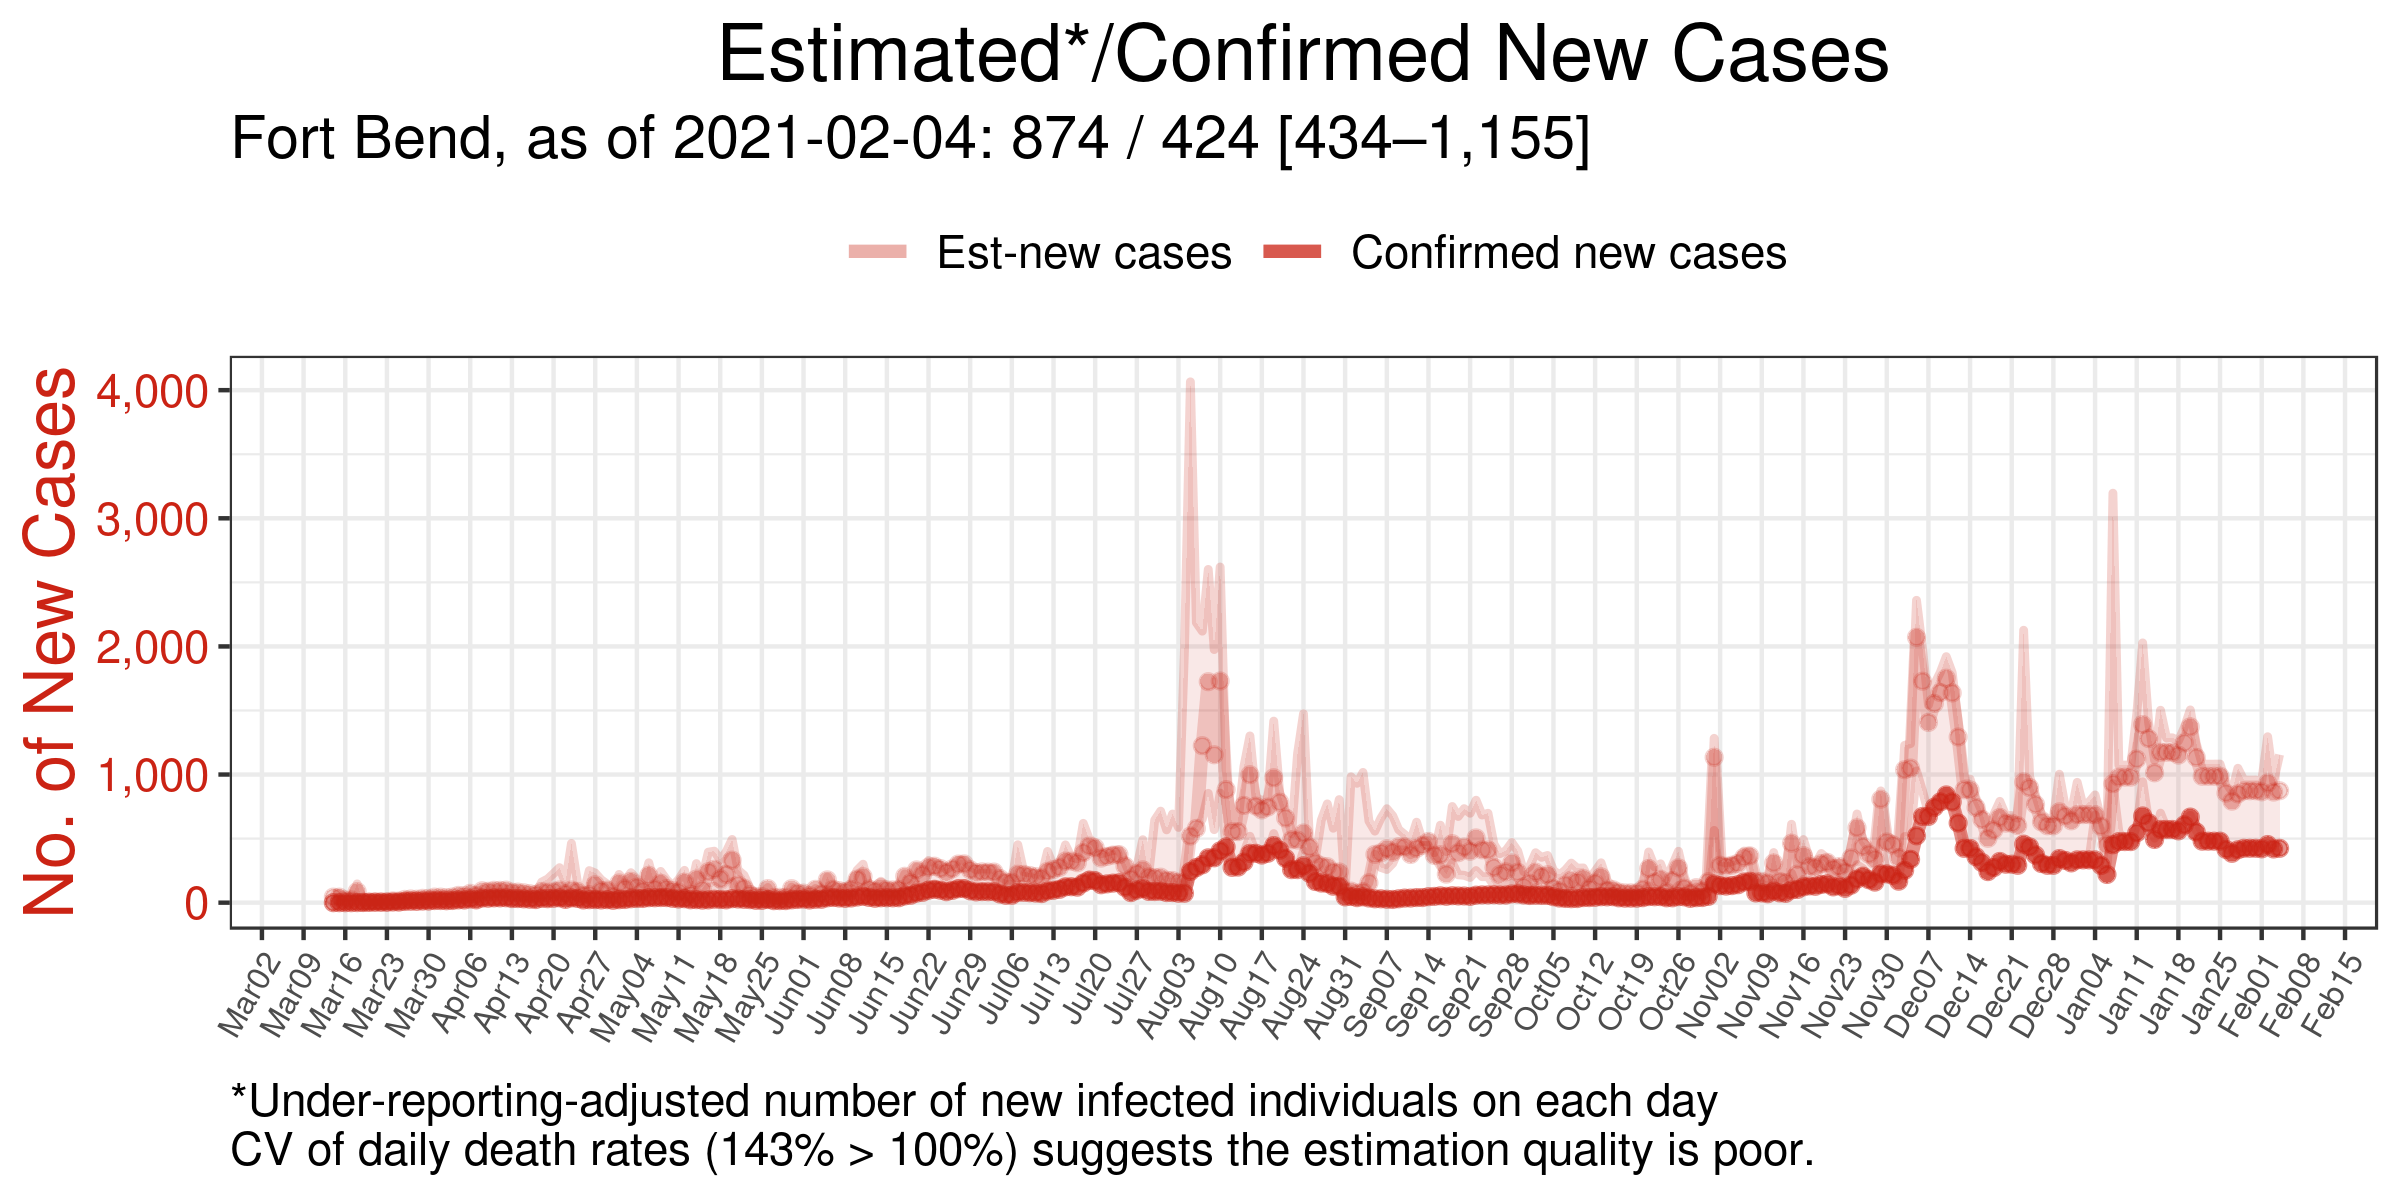 Estimated*/Confirmed New Cases
Fort Bend, as of 2021-02-04: 874 / 424 [434–1,155]
Est-new cases Confirmed new cases
No. of New Cases
4,000
3,000
2,000
1,000
0
Mar02 Mar09 Mar16 Mar23 Mar30 Apr06 Apr13 Apr20 Apr27 May04 May11 May18 May25 Jun01 Jun08 Jun15 Jun22 Jun29 Jul06 Jul13 Jul20 Jul27 Aug03 Aug10 Aug17 Aug24 Aug31 Sep07 Sep14 Sep21 Sep28 Oct05 Oct12 Oct19 Oct26 Nov02 Nov09 Nov16 Nov23 Nov30 Dec07 Dec14 Dec21 Dec28 Jan04 Jan11 Jan18 Jan25 Feb01 Feb08 Feb15
*Under-reporting-adjusted number of new infected individuals on each day
CV of daily death rates (143% > 100%) suggests the estimation quality is poor.